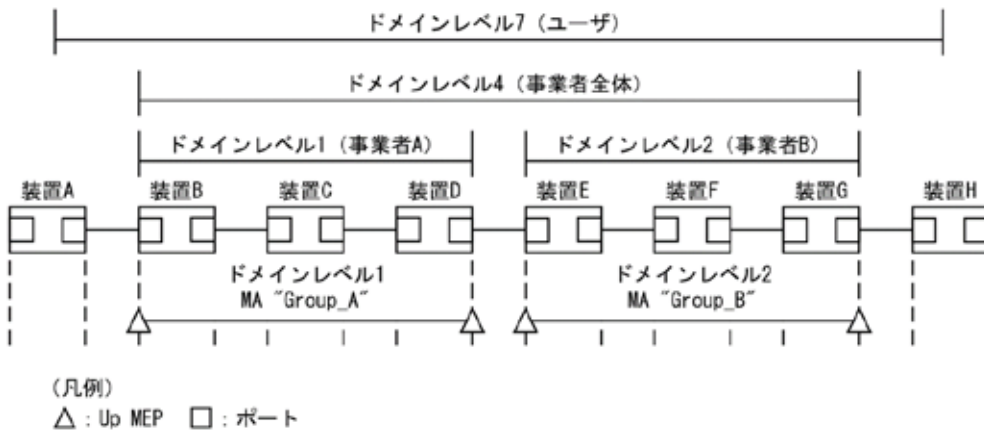 ドメインレベル7 (ユーザ)
ドメインレベル4 (事業者全体)
ドメインレベル1 (事業者A) ドメインレベル2 (事業者B)
装置A 装置B 装置C 装置D 装置E 装置F 装置G 装置H
ドメインレベル1 ドメインレベル2
MA "Group_A" MA "Group_B"
(凡例)
△ : Up MEP □ : ポート